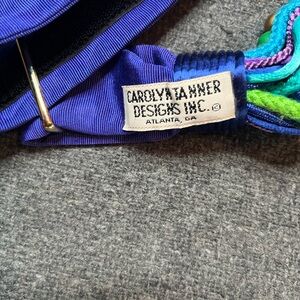 CAROLYN TANNER
DESIGNS INC. ©
ATLANTA, GA